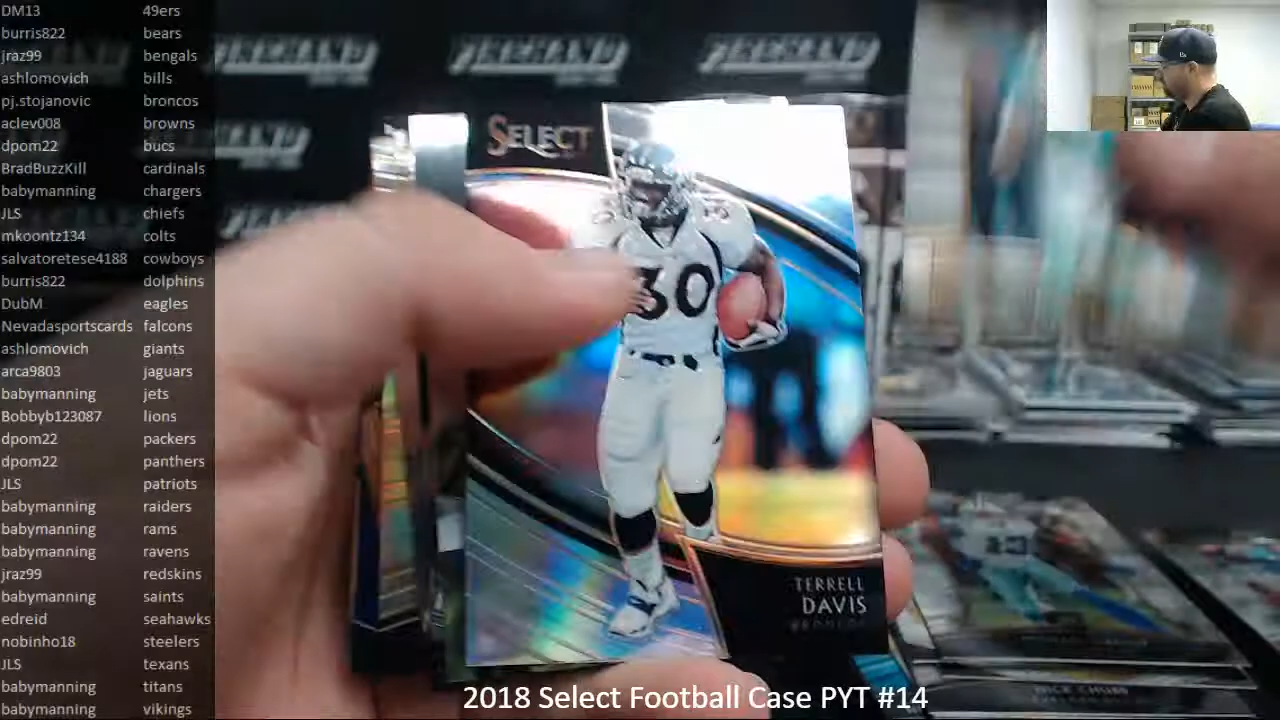 DM13 49ers
burris822 bears
jraz99 bengals
ashlomovich bills
pj.stojanovic broncos
aclev008 browns
dpom22 bucs
BradBuzzKill cardinals
babymanning chargers
JLS chiefs
mkoontz134 colts
salvatoretese4188 cowboys
burris822 dolphins
DubM eagles
Nevadasportscards falcons
ashlomovich giants
arca9803 jaguars
babymanning jets
Bobbyb123087 lions
dpom22 packers
dpom22 panthers
JLS patriots
babymanning raiders
babymanning rams
babymanning ravens
jraz99 redskins
babymanning saints
edreid seahawks
nobinho18 steelers
JLS texans
babymanning titans
babymanning vikings
SELECT
30
TERRELL
DAVIS
BRONCOS
13
NICK CHUBB
2018 Select Football Case PYT #14